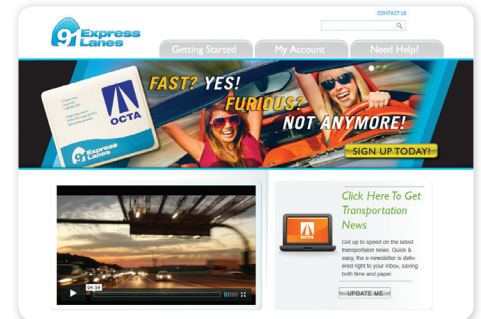 CONTACT US
91 Express
Lanes
Getting Started
My Account
Need Help?
FAST? YES!
FURIOUS?
NOT ANYMORE!
OCTA
91 Express
Lanes
SIGN UP TODAY!
04:16
Click Here To Get
Transportation
News
OCTA
Get up to speed on the latest
transportaion news. Quick &
easy, the e-newsletter is deliv-
ered right to your inbox, saving
both time and paper.
UPDATE ME